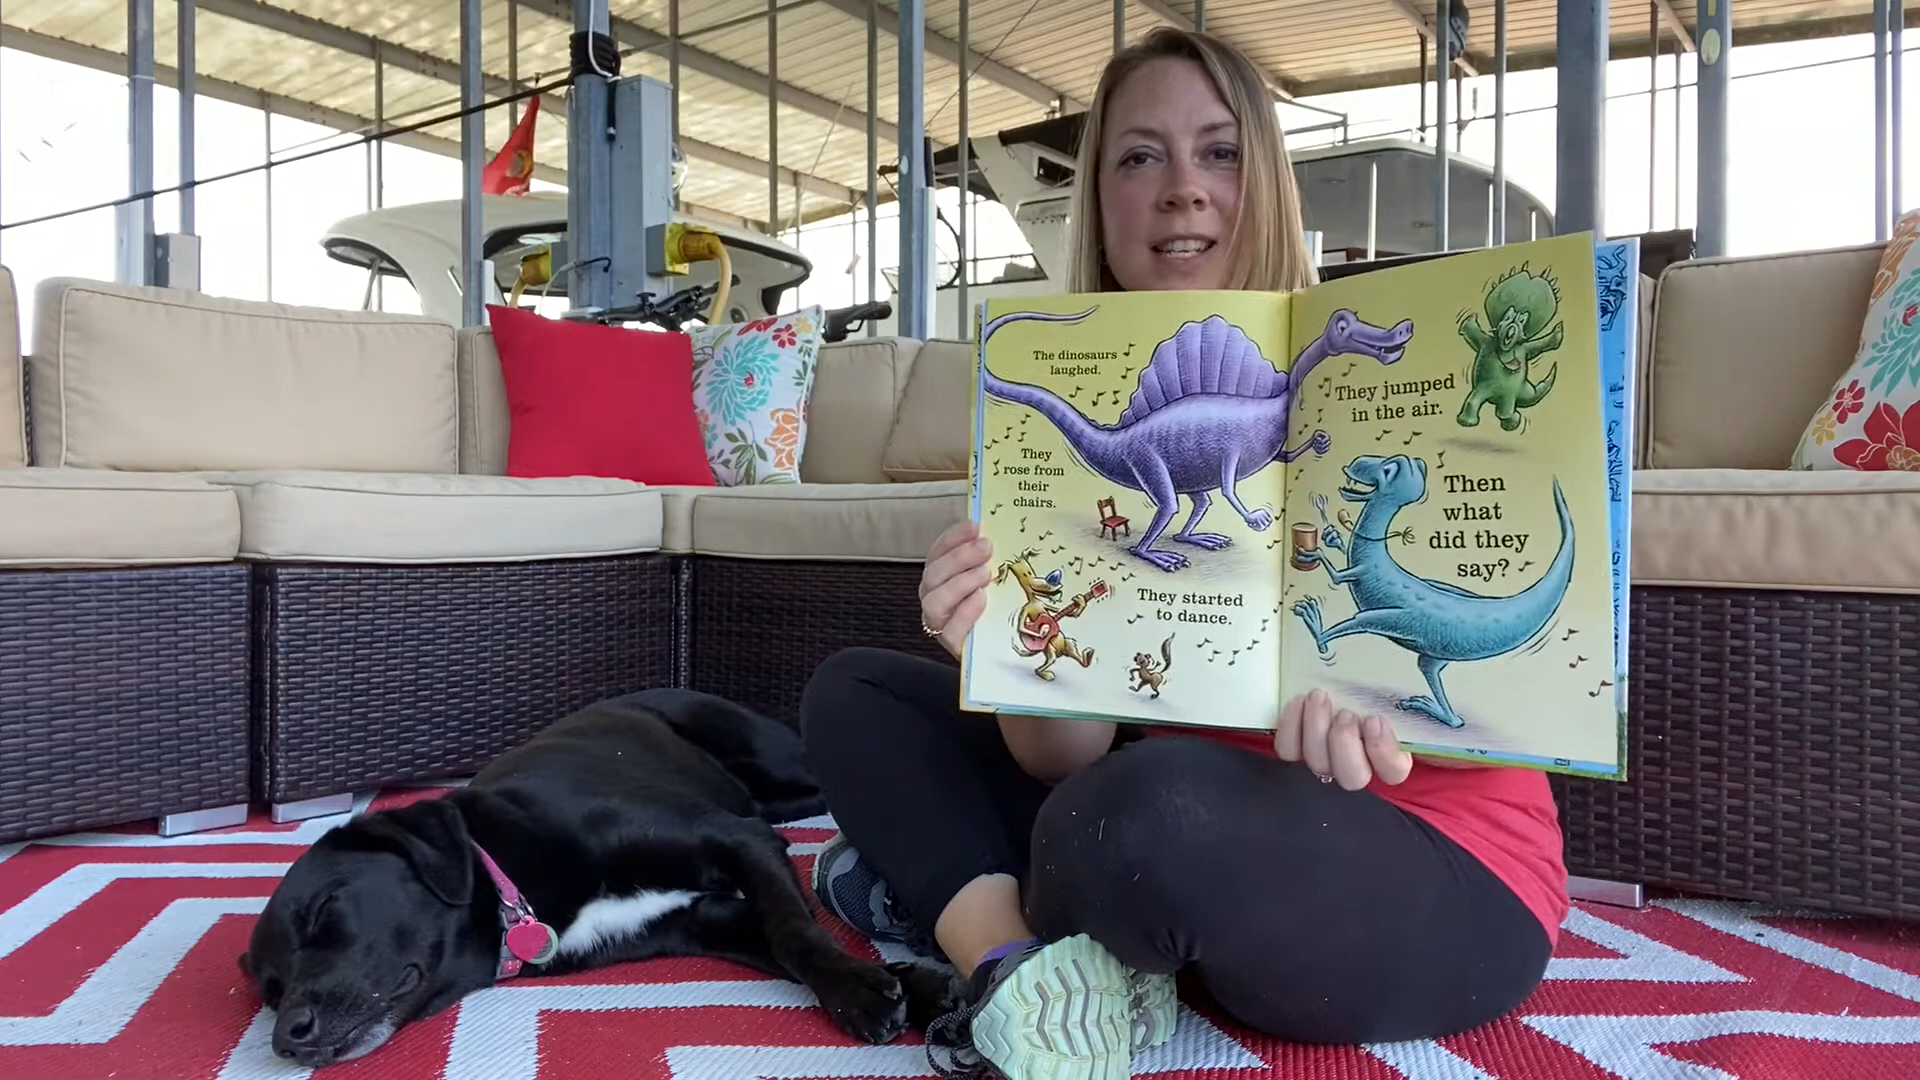 The dinosaurs
laughed.
They
rose from
their
chairs.
They started
to dance.
They jumped
in the air.
Then
what
did they
say?